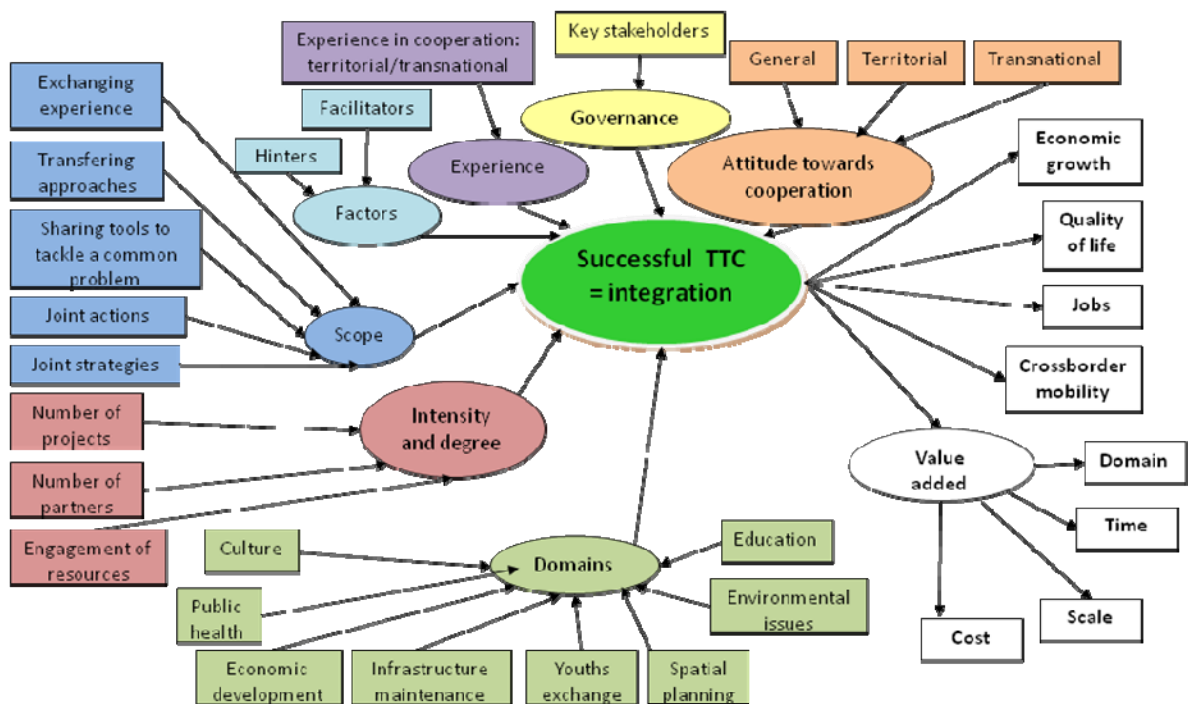 Key stakeholders
Experience in cooperation:
territorial/transnational
General
Territorial
Transnational
Exchanging
experience
Facilitators
Governance
Economic
growth
Transfering
approaches
Hinters
Experience
Attitude towards
cooperation
Factors
Sharing tools to
tackle a common
problem
Quality
of life
Successful TTC
= integration
Joint actions
Jobs
Scope
Joint strategies
Crossborder
mobility
Number of
projects
Intensity
and degree
Value
added
Domain
Number of
partners
Time
Engagement of
resources
Culture
Education
Domains
Public
health
Environmental
issues
Scale
Cost
Economic
development
Infrastructure
maintenance
Youths
exchange
Spatial
planning